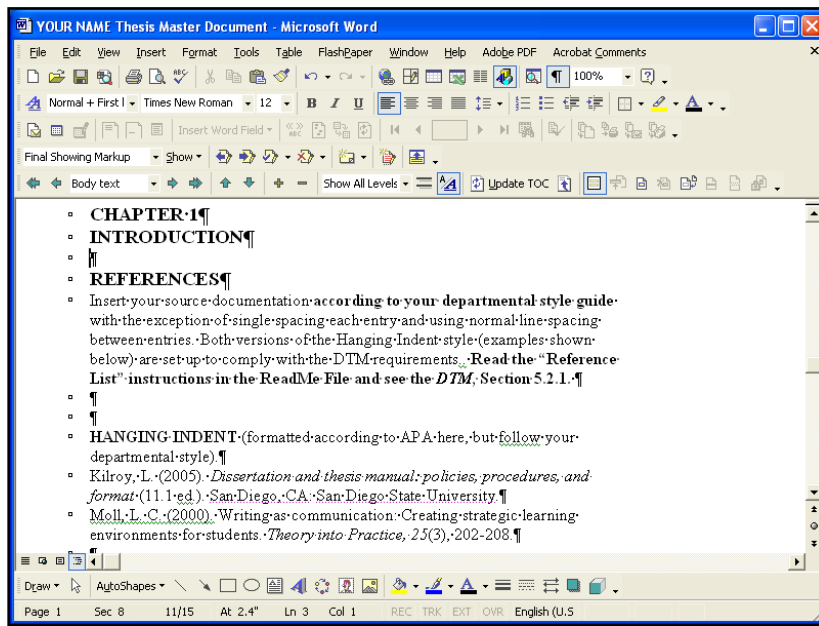 YOUR NAME Thesis Master Document - Microsoft Word
File Edit View Insert Format Tools Table FlashPaper Window Help Adobe PDF Acrobat Comments
100%
Normal + First l Times New Roman 12 B I U A
Insert Word Field
Final Showing Markup Show
Body text Show All Levels Update TOC
CHAPTER·1¶
INTRODUCTION¶
¶
REFERENCES¶
Insert·your·source·documentation·according·to·your·departmental·style·guide·
with·the·exception·of·single·spacing·each·entry·and·using·normal·line·spacing·
between·entries.··Both·versions·of·the·Hanging·Indent·style·(examples·shown·
below)·are·set·up·to·comply·with·the·DTM·requirements..··Read·the·“Reference·
List”·instructions·in·the·ReadMe·File·and·see·the·DTM,·Section·5.2.1.·¶
¶
¶
HANGING·INDENT·(formatted·according·to·APA·here,·but·follow·your·
departmental·style).¶
Kilroy,·L.·(2005).·Dissertation·and·thesis·manual:·policies,·procedures,·and·
format·(11.1·ed.).·San·Diego,·CA:·San·Diego·State·University.¶
Moll,·L.·C.·(2000).·Writing·as·communication:·Creating·strategic·learning·
environments·for·students.·Theory·into·Practice,·25(3),·202-208.¶
¶
Draw AutoShapes A
Page 1 Sec 8 11/15 At 2.4" Ln 3 Col 1 REC TRK EXT OVR English (U.S